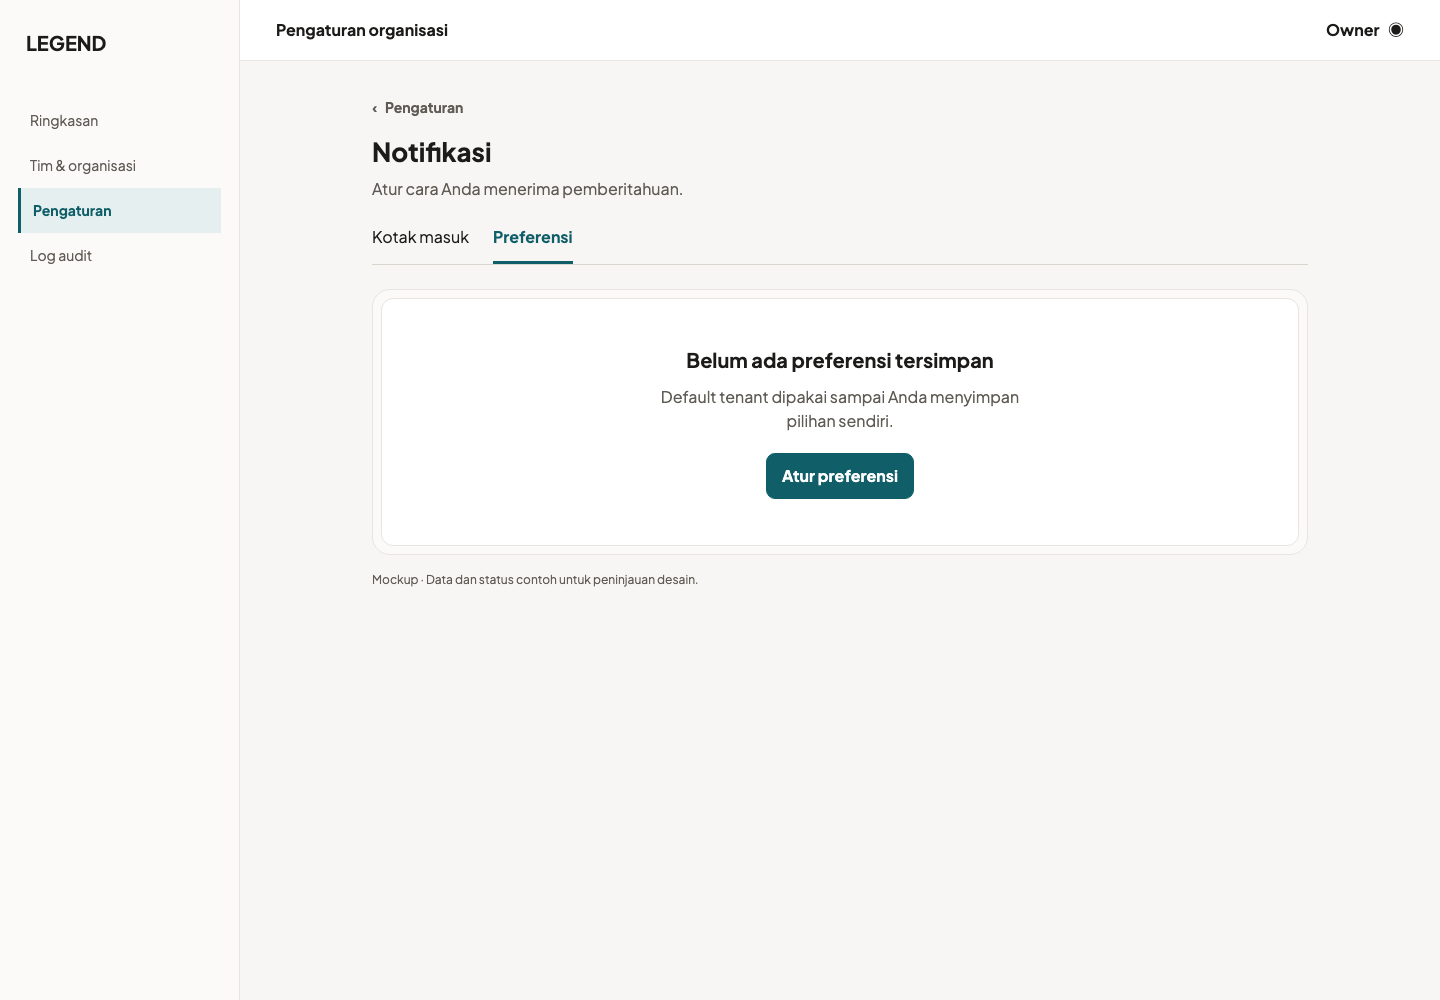 LEGEND
Ringkasan
Tim & organisasi
Pengaturan
Log audit
Pengaturan organisasi
Owner
‹ Pengaturan
Notifikasi
Atur cara Anda menerima pemberitahuan.
Kotak masuk
Preferensi
Belum ada preferensi tersimpan
Default tenant dipakai sampai Anda menyimpan
pilihan sendiri.
Atur preferensi
Mockup · Data dan status contoh untuk peninjauan desain.